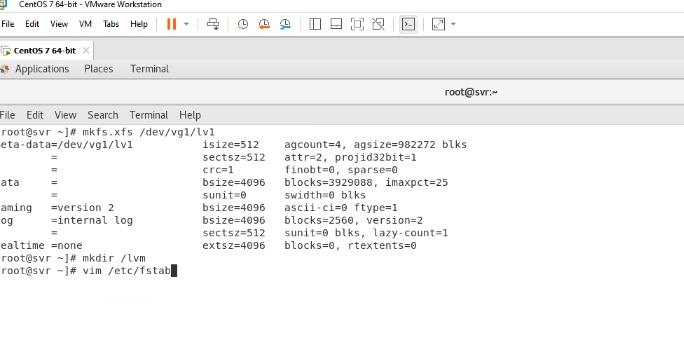 CentOS 7 64-bit - VMware Workstation
File Edit View VM Tabs Help
CentOS 7 64-bit
Applications Places Terminal
root@svr:~
File Edit View Search Terminal Help
root@svr ~]# mkfs.xfs /dev/vg1/lv1
eta-data=/dev/vg1/lv1 isize=512 agcount=4, agsize=982272 blks
= sectsz=512 attr=2, projid32bit=1
= crc=1 finobt=0, sparse=0
ata = bsize=4096 blocks=3929088, imaxpct=25
= sunit=0 swidth=0 blks
aming =version 2 bsize=4096 ascii-ci=0 ftype=1
og =internal log bsize=4096 blocks=2560, version=2
= sectsz=512 sunit=0 blks, lazy-count=1
ealtime =none extsz=4096 blocks=0, rtextents=0
root@svr ~]# mkdir /lvm
root@svr ~]# vim /etc/fstab